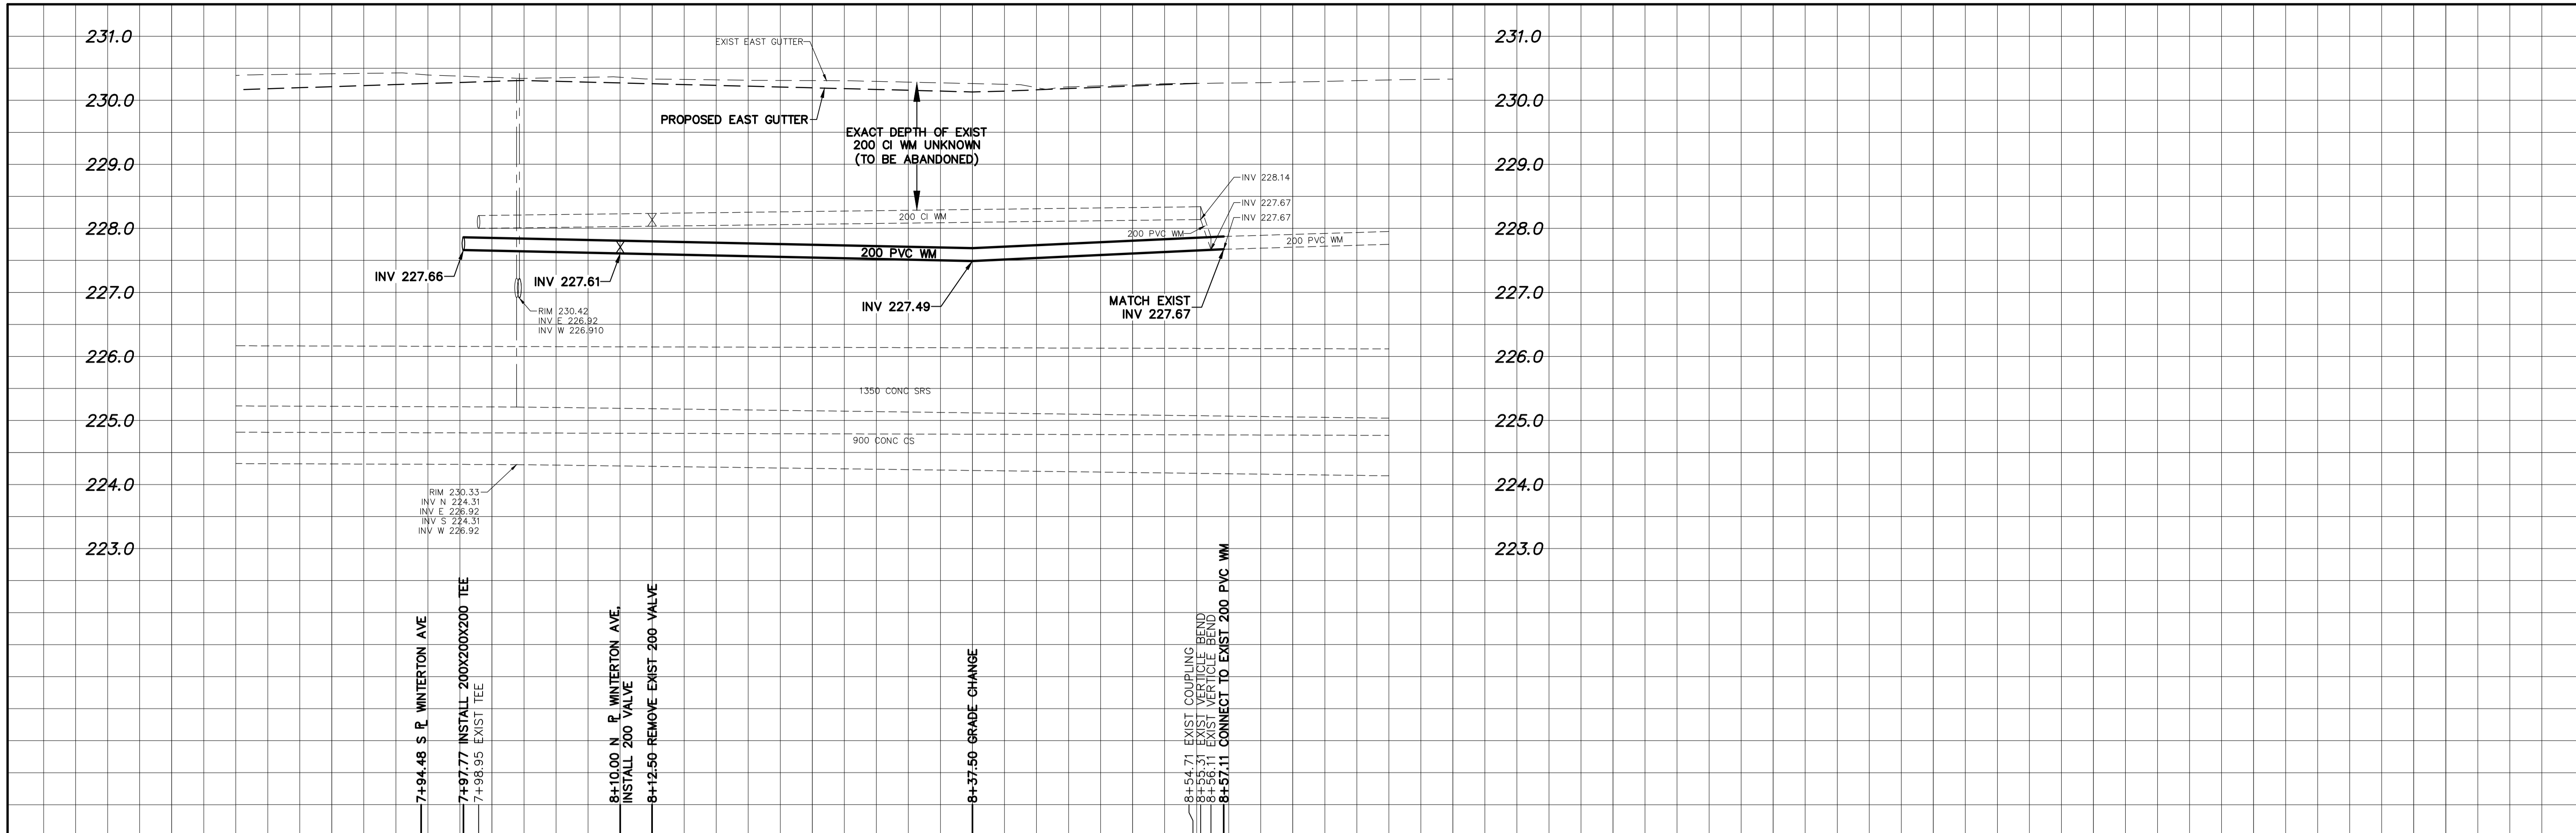 231.0
230.0
229.0
228.0
227.0
226.0
225.0
224.0
223.0
EXIST EAST GUTTER
PROPOSED EAST GUTTER
EXACT DEPTH OF EXIST
200 CI WM UNKNOWN
(TO BE ABANDONED)
200 CI WM
INV 228.14
INV 227.67
INV 227.67
200 PVC WM
200 PVC WM
200 PVC WM
INV 227.66
INV 227.61
INV 227.49
MATCH EXIST
INV 227.67
RIM 230.42
INV E 226.92
INV W 226.910
1350 CONC SRS
900 CONC CS
RIM 230.33
INV N 224.31
INV E 226.92
INV S 224.31
INV W 226.92
7+94.48 S PL WINTERTON AVE
7+97.77 INSTALL 200X200X200 TEE
7+98.95 EXIST TEE
8+10.00 N PL WINTERTON AVE,
INSTALL 200 VALVE
8+12.50 REMOVE EXIST 200 VALVE
8+37.50 GRADE CHANGE
8+54.71 EXIST COUPLING
8+55.31 EXIST VERTICLE BEND
8+56.11 EXIST VERTICLE BEND
8+57.11 CONNECT TO EXIST 200 PVC WM
231.0
230.0
229.0
228.0
227.0
226.0
225.0
224.0
223.0